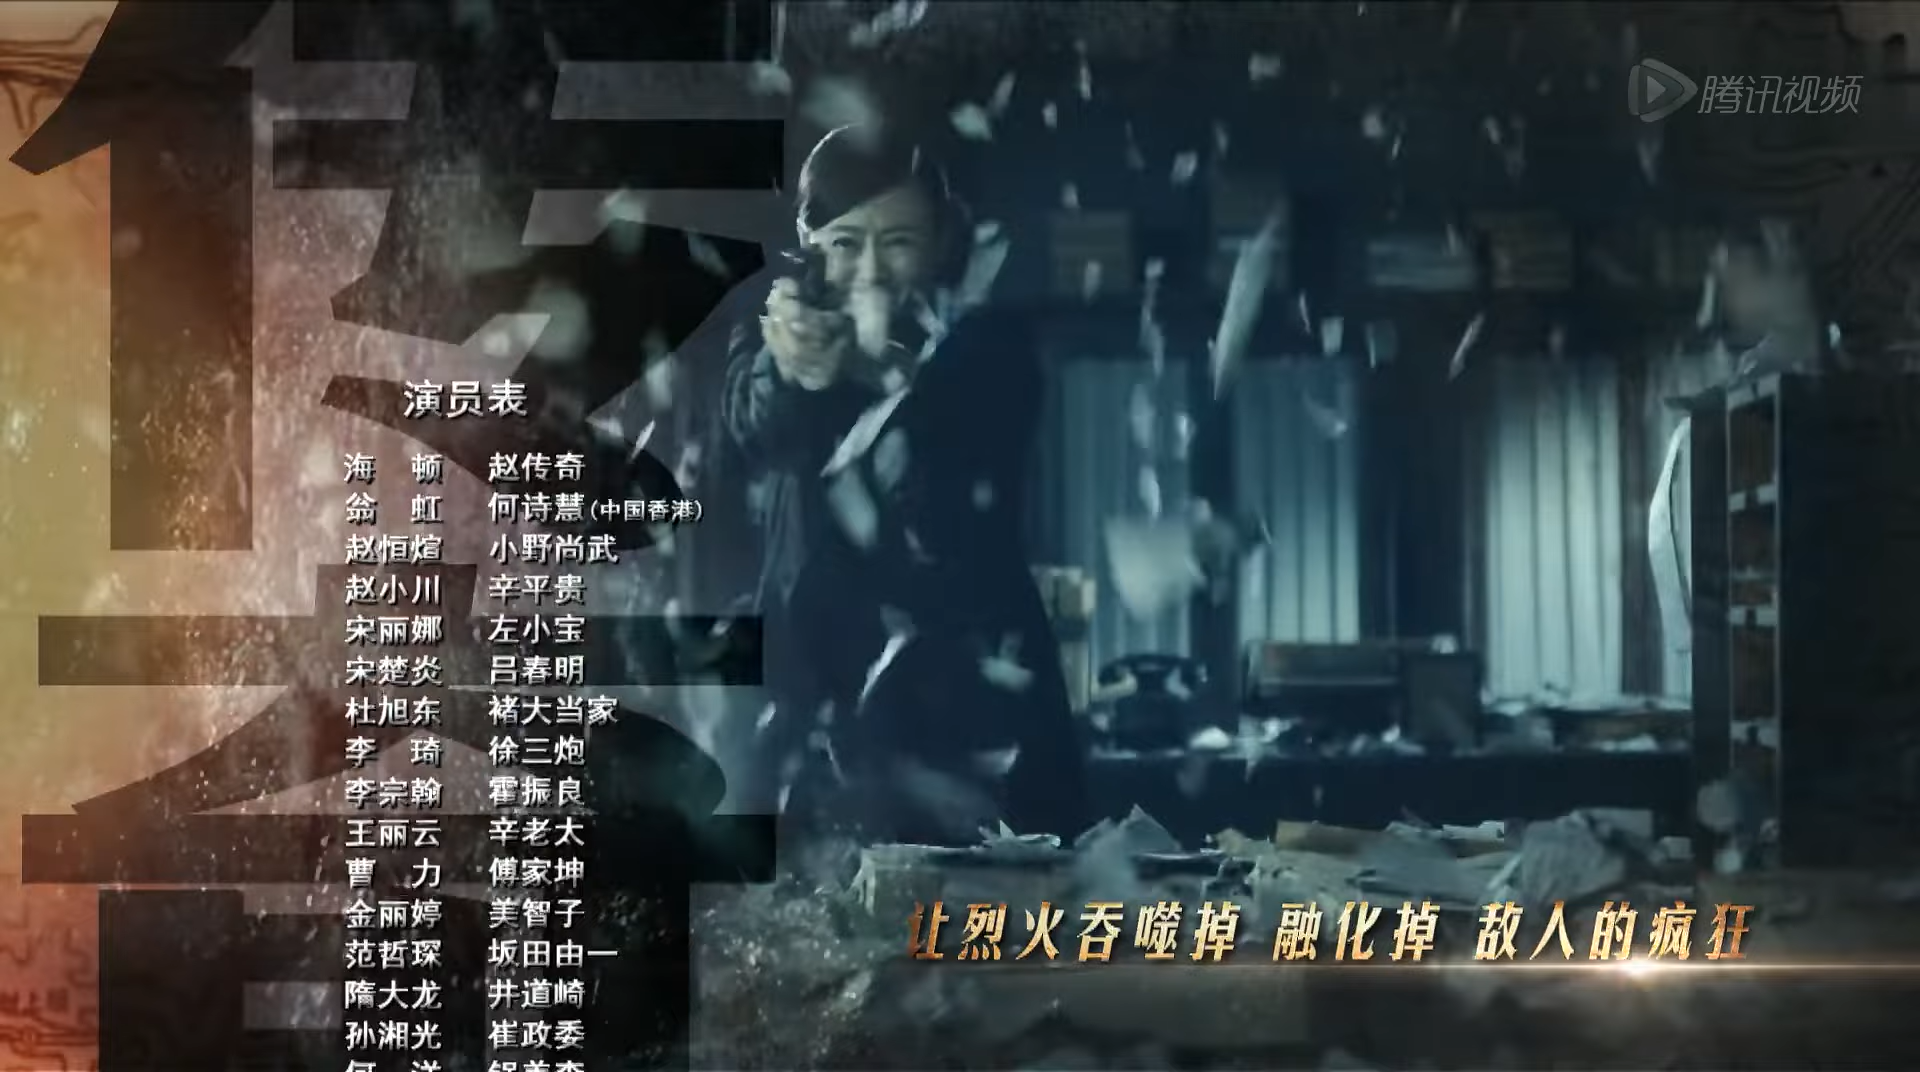 腾讯视频
传奇
演员表
海 顿 赵传奇
翁 虹 何诗慧(中国香港)
赵恒煊 小野尚武
赵小川 辛平贵
宋丽娜 左小宝
宋楚炎 吕春明
杜旭东 褚大当家
李 琦 徐三炮
李宗翰 霍振良
王丽云 辛老太
曹 力 傅家坤
金丽婷 美智子
范哲琛 坂田由一
隋大龙 井道崎
孙湘光 崔政委
让烈火吞噬掉 融化掉 敌人的疯狂